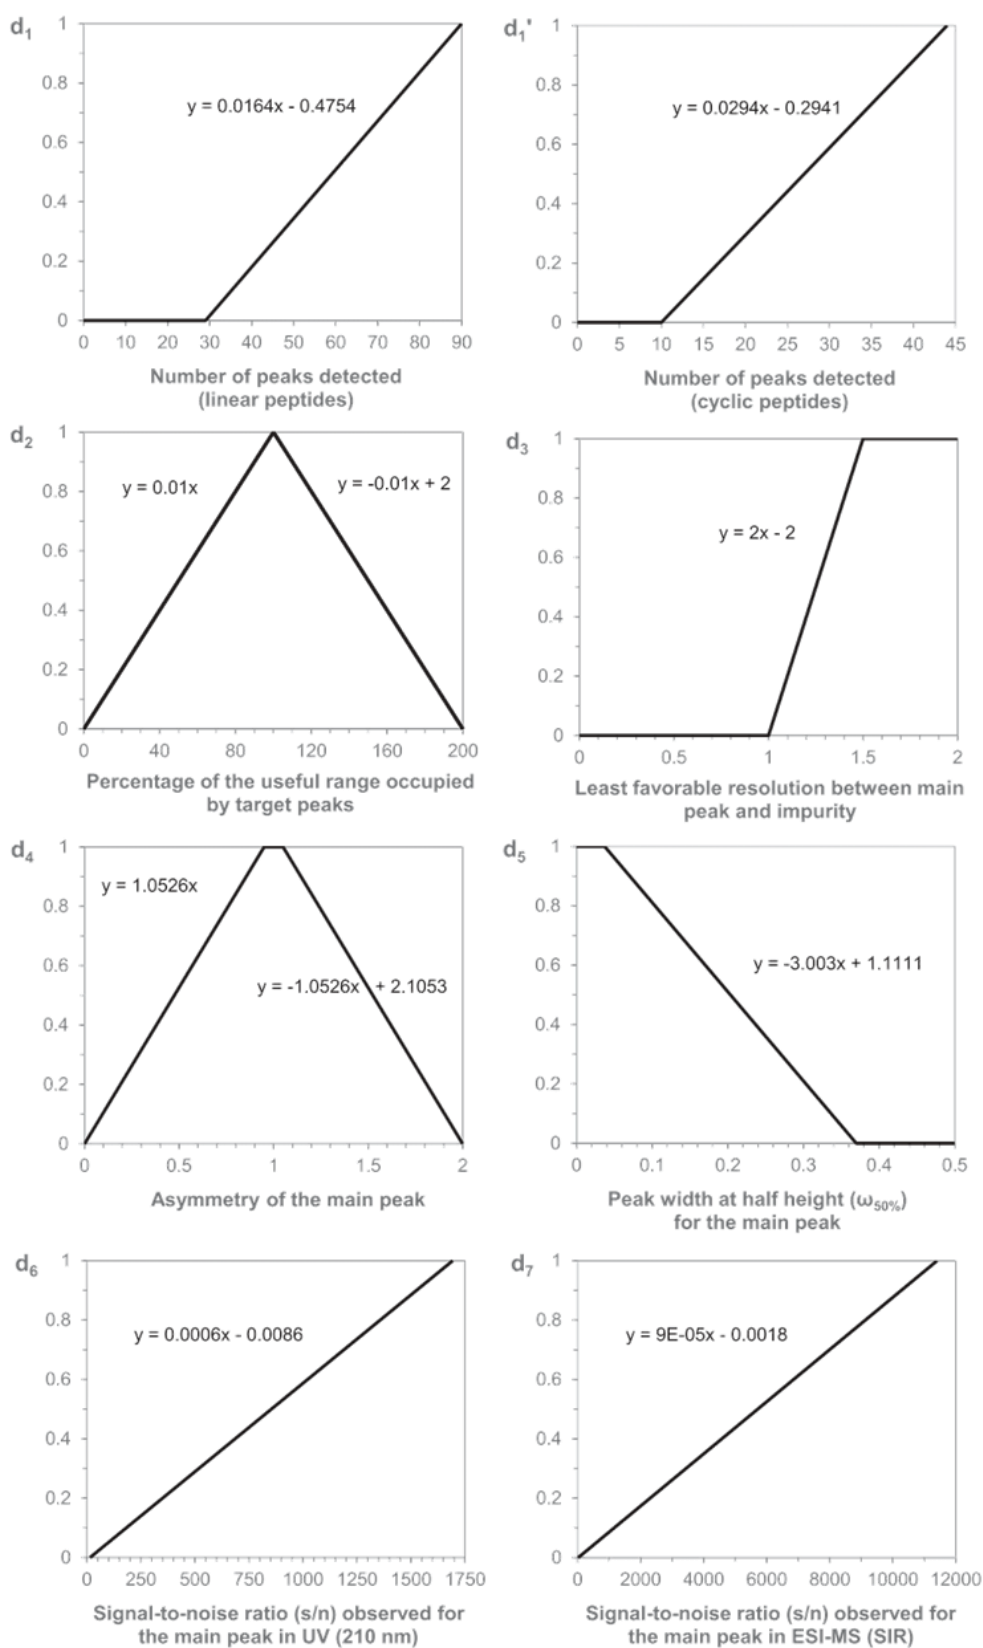 d1
1
0.8
0.6
0.4
0.2
0
y = 0.0164x - 0.4754
0 10 20 30 40 50 60 70 80 90
Number of peaks detected
(linear peptides)
d1'
1
0.8
0.6
0.4
0.2
0
y = 0.0294x - 0.2941
0 5 10 15 20 25 30 35 40 45
Number of peaks detected
(cyclic peptides)
d2
1
0.8
0.6
0.4
0.2
0
y = 0.01x
y = -0.01x + 2
0 40 80 120 160 200
Percentage of the useful range occupied
by target peaks
d3
1
0.8
0.6
0.4
0.2
0
y = 2x - 2
0 0.5 1 1.5 2
Least favorable resolution between main
peak and impurity
d4
1
0.8
0.6
0.4
0.2
0
y = 1.0526x
y = -1.0526x + 2.1053
0 0.5 1 1.5 2
Asymmetry of the main peak
d5
1
0.8
0.6
0.4
0.2
0
y = -3.003x + 1.1111
0 0.1 0.2 0.3 0.4 0.5
Peak width at half height (ω50%)
for the main peak
d6
1
0.8
0.6
0.4
0.2
0
y = 0.0006x - 0.0086
0 250 500 750 1000 1250 1500 1750
Signal-to-noise ratio (s/n) observed for
the main peak in UV (210 nm)
d7
1
0.8
0.6
0.4
0.2
0
y = 9E-05x - 0.0018
0 2000 4000 6000 8000 10000 12000
Signal-to-noise ratio (s/n) observed for
the main peak in ESI-MS (SIR)